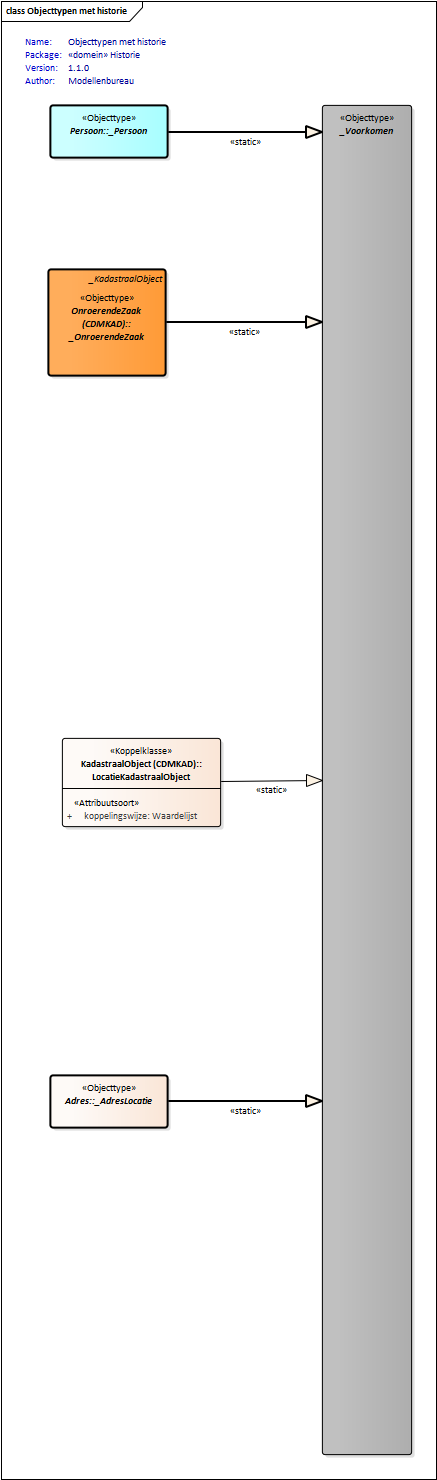 class Objecttypen met historie
Name: Objecttypen met historie
Package: «domein» Historie
Version: 1.1.0
Author: Modellenbureau
«Objecttype»
Persoon::_Persoon
«static»
«Objecttype»
_Voorkomen
_KadastraalObject
«Objecttype»
OnroerendeZaak
(CDMKAD)::
_OnroerendeZaak
«static»
«Koppelklasse»
KadastraalObject (CDMKAD)::
LocatieKadastraalObject
«Attribuutsoort»
+ koppelingswijze: Waardelijst
«static»
«Objecttype»
Adres::_AdresLocatie
«static»